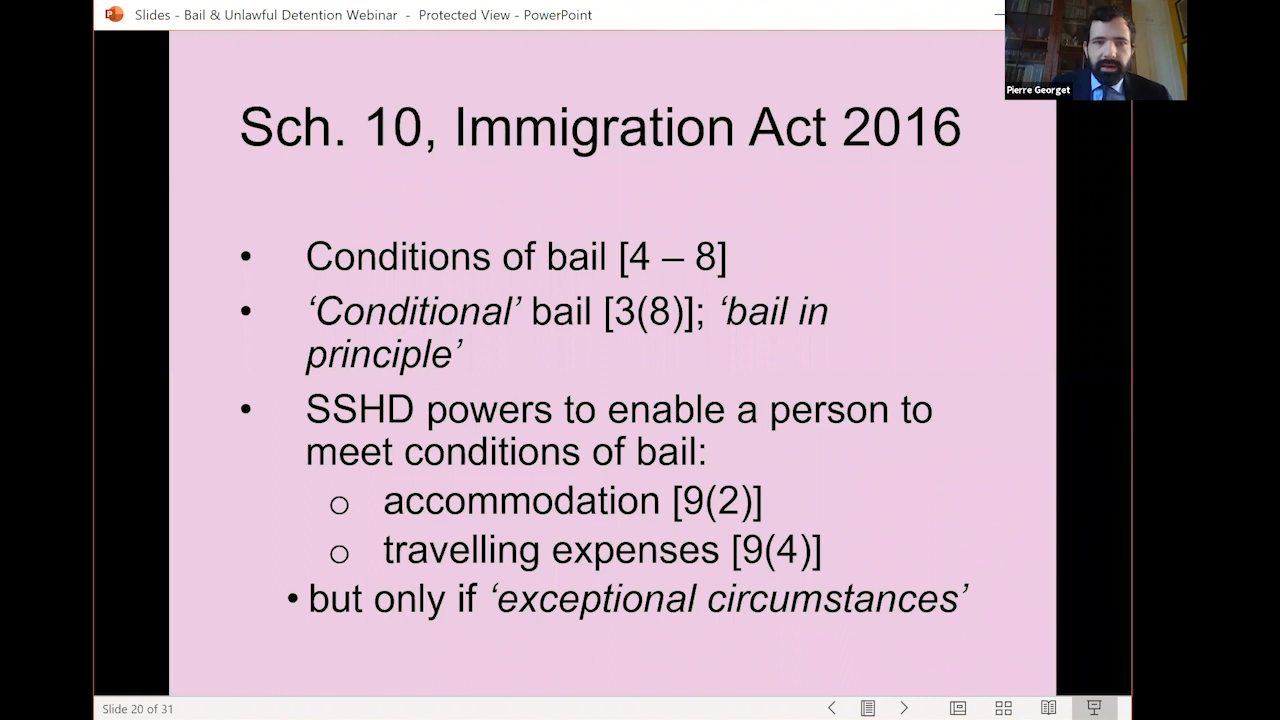 Slides - Bail & Unlawful Detention Webinar - Protected View - PowerPoint
Pierre Georget
Sch. 10, Immigration Act 2016
• Conditions of bail [4 – 8]
• ‘Conditional’ bail [3(8)]; ‘bail in
principle’
• SSHD powers to enable a person to
meet conditions of bail:
o accommodation [9(2)]
o travelling expenses [9(4)]
• but only if ‘exceptional circumstances’
Slide 20 of 31